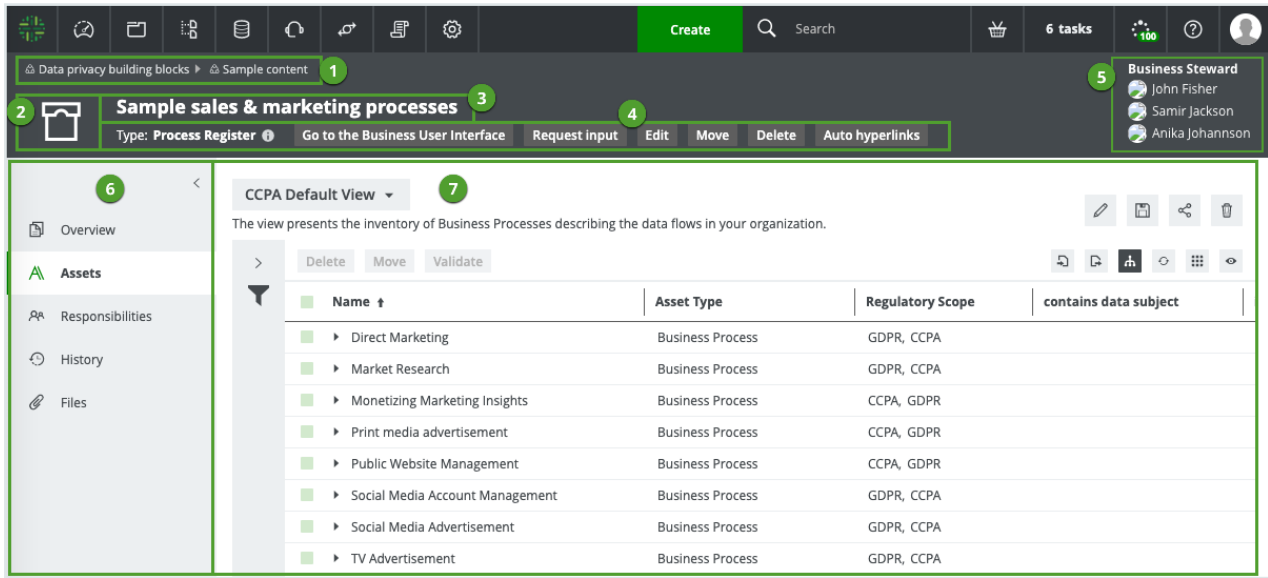 Create Search 6 tasks 100
Data privacy building blocks Sample content 1
5 Business Steward
John Fisher
Samir Jackson
Anika Johannson
2 Sample sales & marketing processes 3
4
Type: Process Register Go to the Business User Interface Request input Edit Move Delete Auto hyperlinks
6
Overview
Assets
Responsibilities
History
Files
CCPA Default View 7
The view presents the inventory of Business Processes describing the data flows in your organization.
Delete Move Validate
Name Asset Type Regulatory Scope contains data subject
Direct Marketing Business Process GDPR, CCPA
Market Research Business Process GDPR, CCPA
Monetizing Marketing Insights Business Process CCPA, GDPR
Print media advertisement Business Process CCPA, GDPR
Public Website Management Business Process CCPA, GDPR
Social Media Account Management Business Process GDPR, CCPA
Social Media Advertisement Business Process GDPR, CCPA
TV Advertisement Business Process GDPR, CCPA